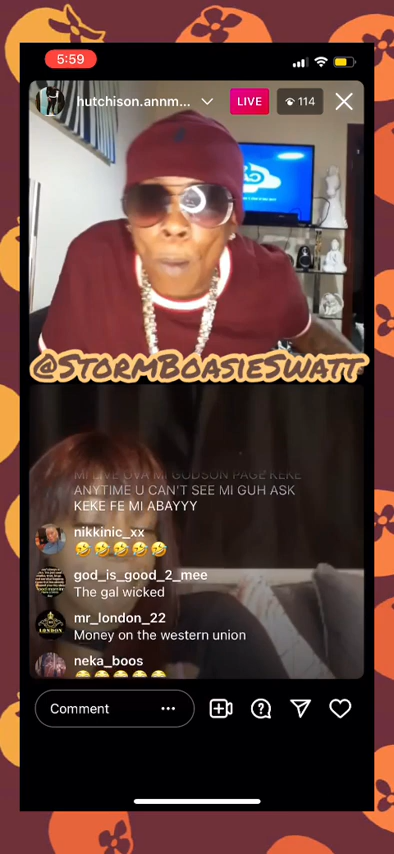 5:59
hutchison.annm...
LIVE
114
@StormBoasieSwatt
MI LIVE OVA MI GODSON PAGE KEKE
ANYTIME U CAN'T SEE MI GUH ASK
KEKE FE MI ABAYYY
nikkinic_xx
🤣🤣🤣🤣🤣
god_is_good_2_mee
The gal wicked
mr_london_22
Money on the western union
neka_boos
Comment